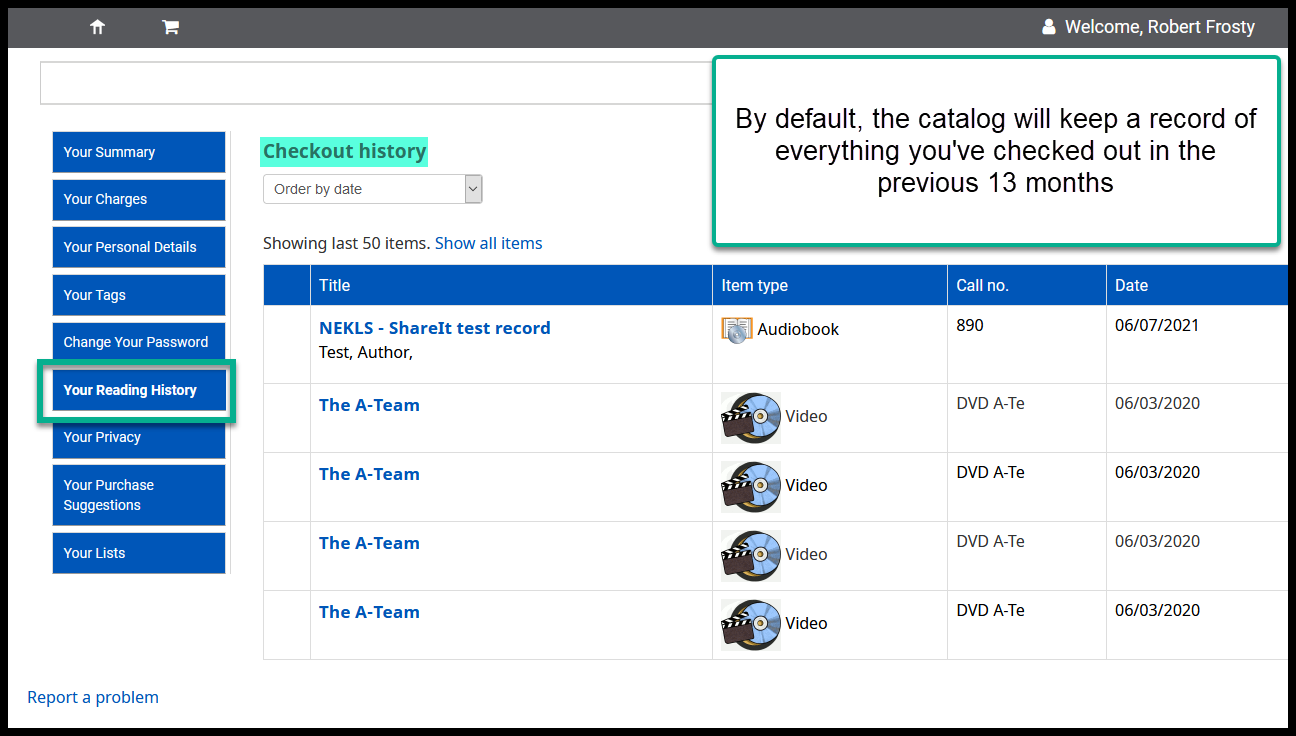 Welcome, Robert Frosty
By default, the catalog will keep a record of
everything you've checked out in the
previous 13 months
Your Summary
Your Charges
Your Personal Details
Your Tags
Change Your Password
Your Reading History
Your Privacy
Your Purchase
Suggestions
Your Lists
Checkout history
Order by date
Showing last 50 items. Show all items
Title Item type Call no. Date
NEKLS - ShareIt test record Audiobook 890 06/07/2021
Test, Author,
The A-Team Video DVD A-Te 06/03/2020
The A-Team Video DVD A-Te 06/03/2020
The A-Team Video DVD A-Te 06/03/2020
The A-Team Video DVD A-Te 06/03/2020
Report a problem